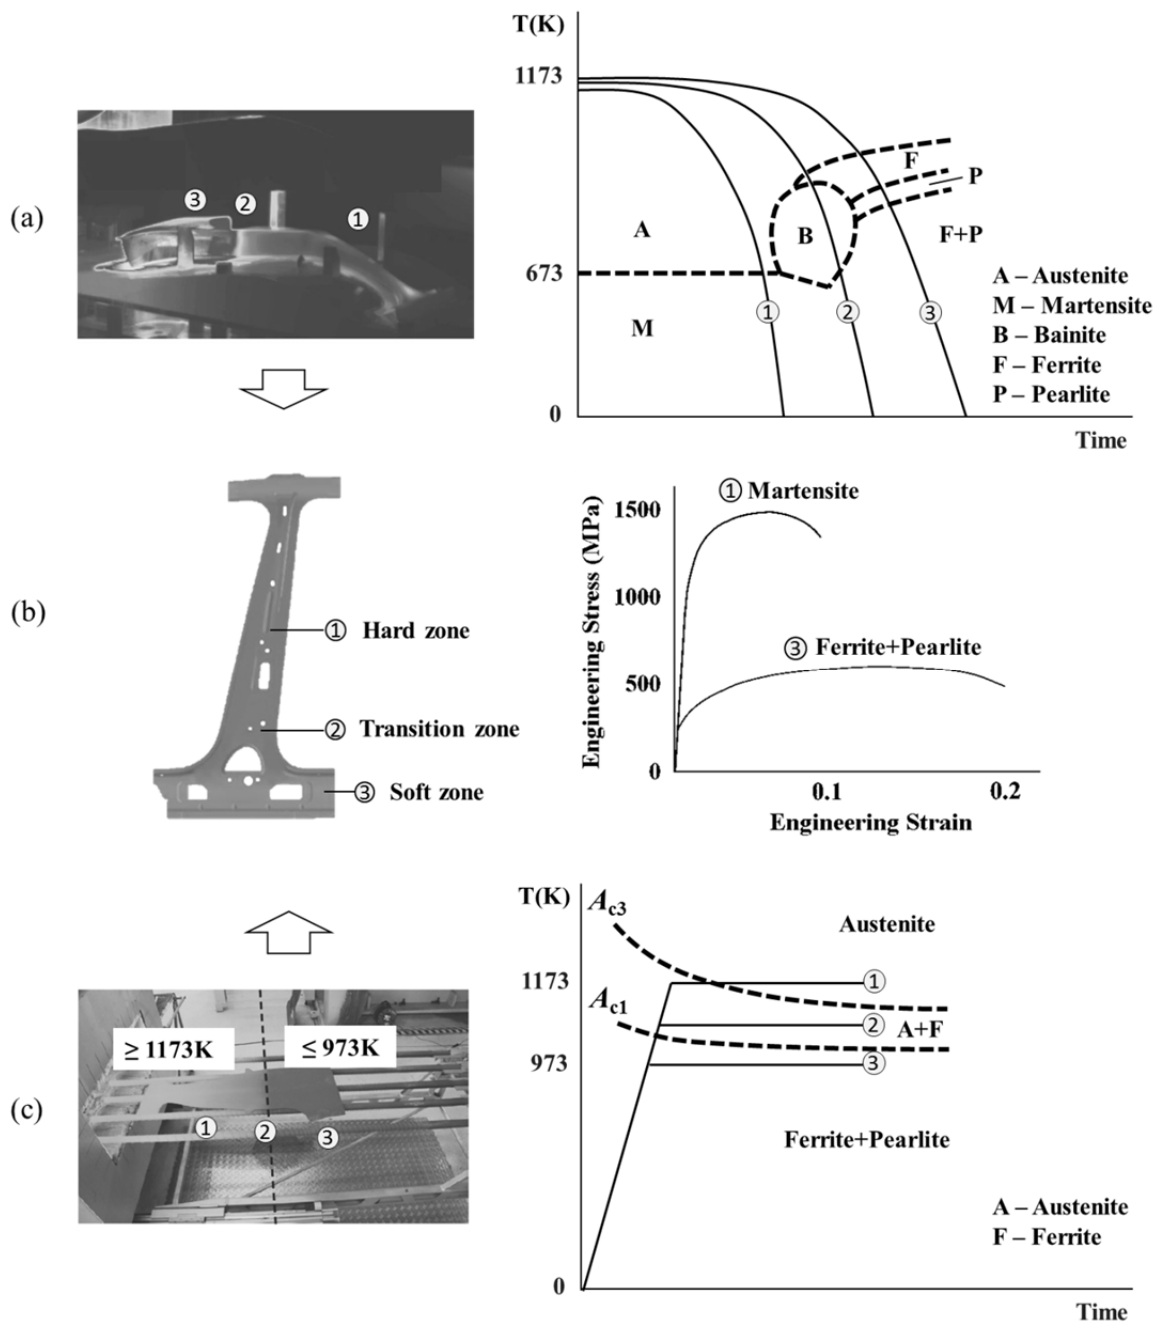 (a)
③
②
①
T(K)
1173
673
0
A
B
F
P
F+P
M
①
②
③
A – Austenite
M – Martensite
B – Bainite
F – Ferrite
P – Pearlite
Time
(b)
① Hard zone
② Transition zone
③ Soft zone
Engineering Stress (MPa)
1500
1000
500
0
① Martensite
③ Ferrite+Pearlite
0.1
0.2
Engineering Strain
(c)
≥ 1173K
≤ 973K
①
②
③
T(K)
1173
973
0
Ac3
Ac1
Austenite
①
②
A+F
③
Ferrite+Pearlite
A – Austenite
F – Ferrite
Time